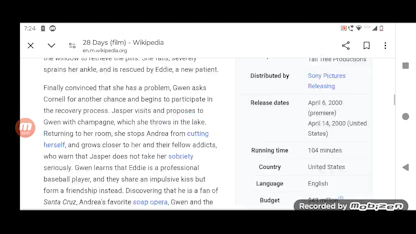 7:24
28 Days (film) - Wikipedia
en.m.wikipedia.org
the window to retrieve the pills. She falls, severely
sprains her ankle, and is rescued by Eddie, a new patient.
Finally convinced that she has a problem, Gwen asks
Cornell for another chance and begins to participate in
the recovery process. Jasper visits and proposes to
Gwen with champagne, which she throws in the lake.
Returning to her room, she stops Andrea from cutting
herself, and grows closer to her and their fellow addicts,
who warn that Jasper does not take her sobriety
seriously. Gwen learns that Eddie is a professional
baseball player, and they share an impulsive kiss but
form a friendship instead. Discovering that he is a fan of
Santa Cruz, Andrea's favorite soap opera, Gwen and the
Tall Tree Productions
Distributed by Sony Pictures
Releasing
Release dates April 6, 2000
(premiere)
April 14, 2000 (United
States)
Running time 104 minutes
Country United States
Language English
Budget
Recorded by MOBIZEN